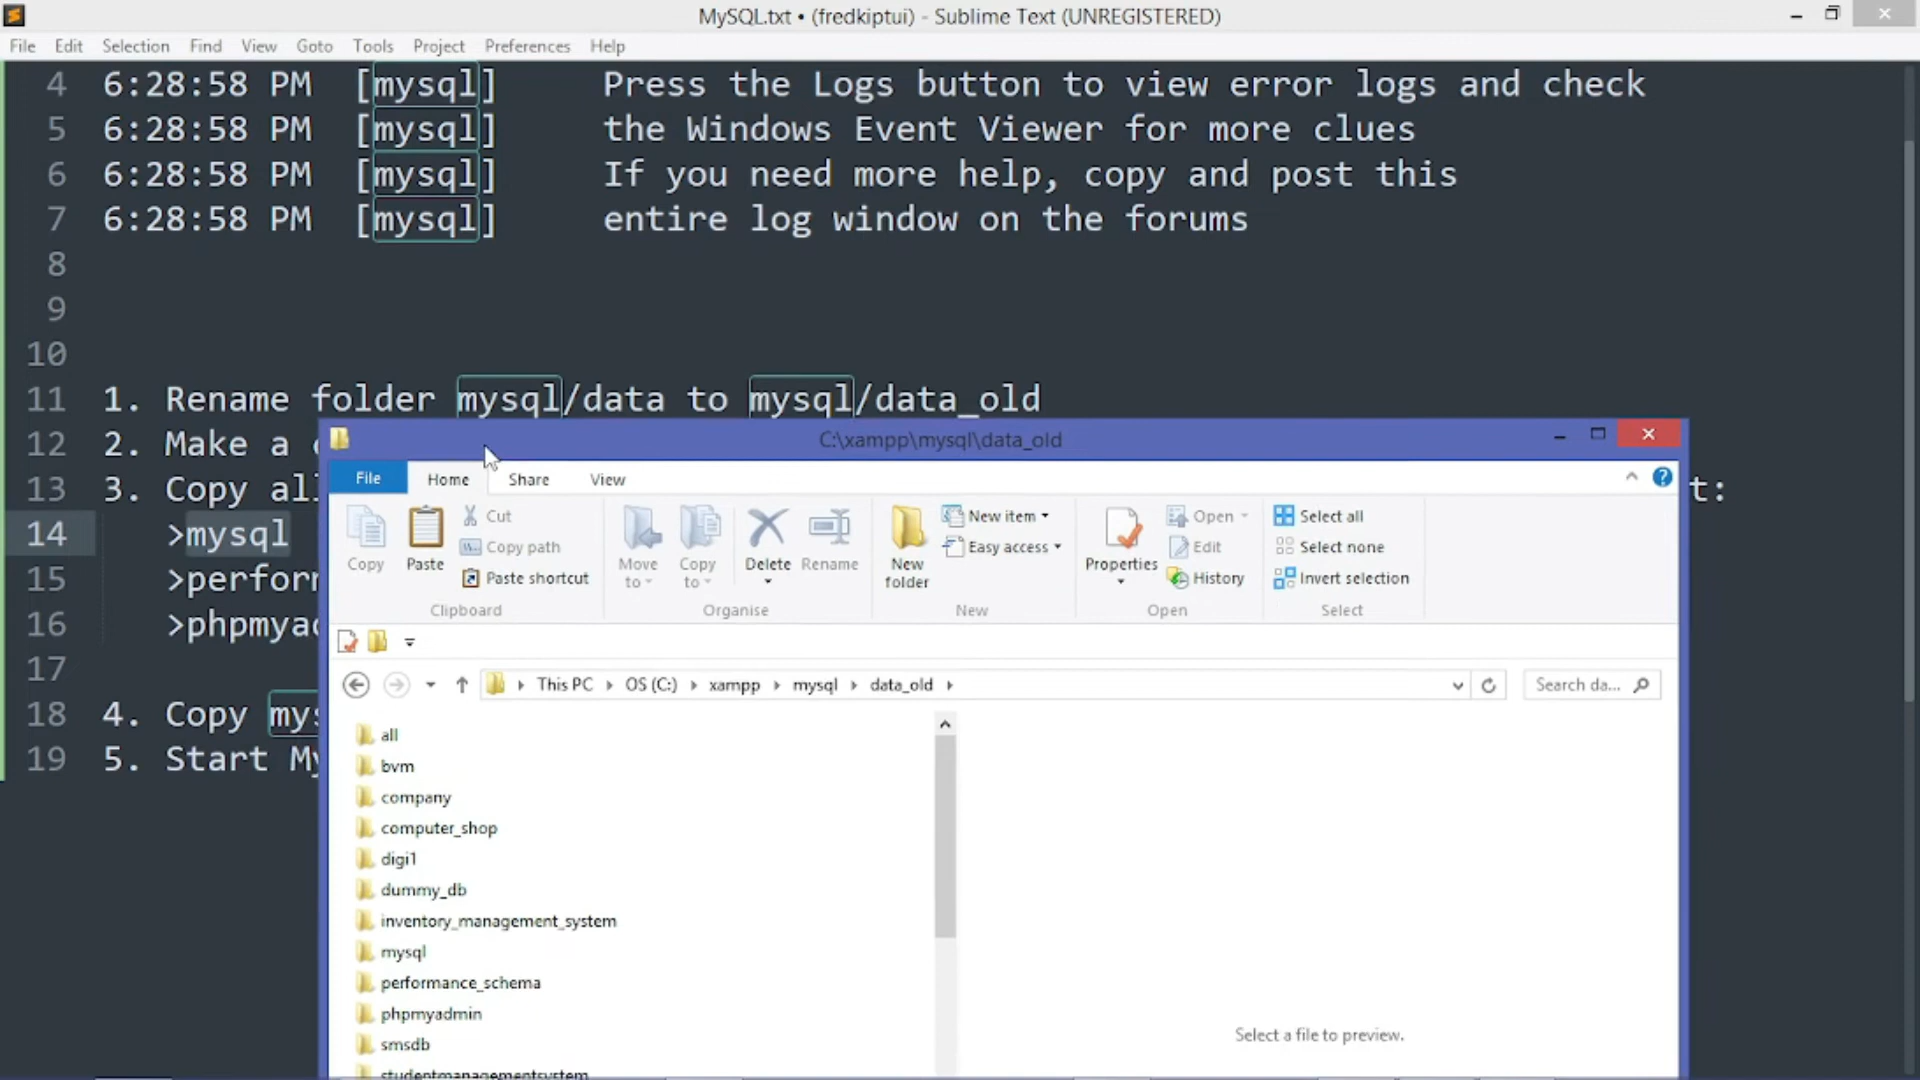 MySQL.txt • (fredkiptui) - Sublime Text (UNREGISTERED)
File Edit Selection Find View Goto Tools Project Preferences Help
4 6:28:58 PM [mysql] Press the Logs button to view error logs and check
5 6:28:58 PM [mysql] the Windows Event Viewer for more clues
6 6:28:58 PM [mysql] If you need more help, copy and post this
7 6:28:58 PM [mysql] entire log window on the forums
8
9
10
11 1. Rename folder mysql/data to mysql/data_old
12 2. Make a
13 3. Copy all t:
14 >mysql
15 >perform
16 >phpmyad
17
18 4. Copy mys
19 5. Start My
C:\xampp\mysql\data_old
File Home Share View
Copy Paste Cut Copy path Paste shortcut
Clipboard
Move to Copy to Delete Rename
Organise
New folder New item Easy access
New
Properties Open Edit History
Open
Select all Select none Invert selection
Select
This PC OS (C:) xampp mysql data_old
Search da...
all
bvm
company
computer_shop
digi1
dummy_db
inventory_management_system
mysql
performance_schema
phpmyadmin
smsdb
studentmanagementsystem
Select a file to preview.